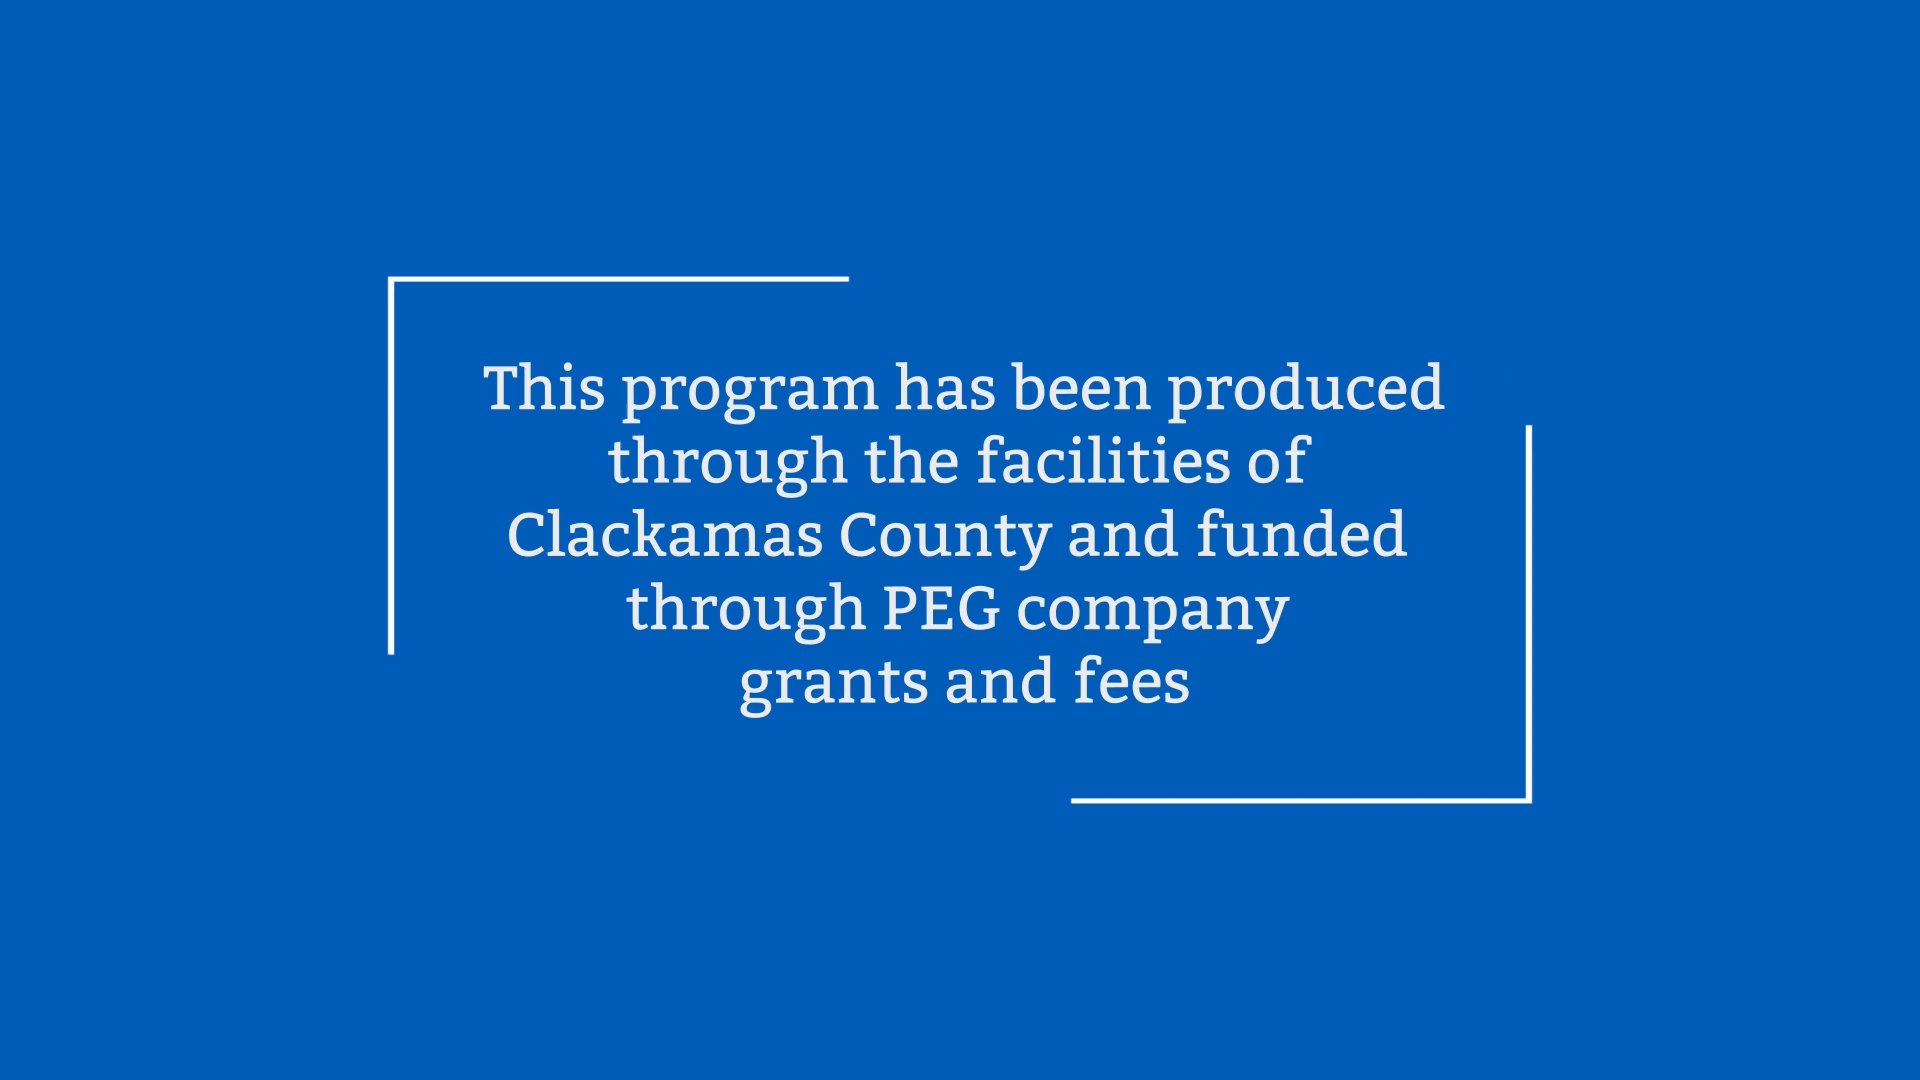 This program has been produced
through the facilities of
Clackamas County and funded
through PEG company
grants and fees